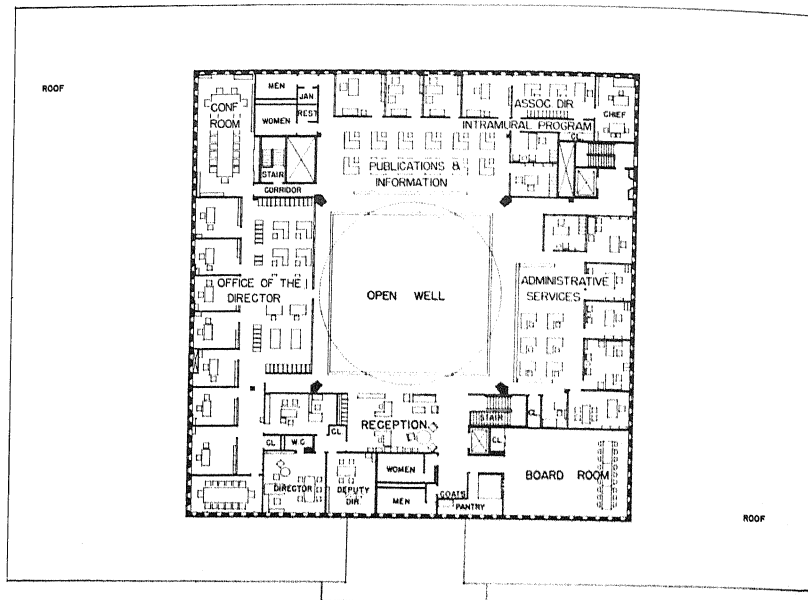 ROOF
CONF
ROOM
MEN
JAN
WOMEN
REST
STAIR
CORRIDOR
PUBLICATIONS &
INFORMATION
ASSOC. DIR
INTRAMURAL PROGRAM
CHIEF
CL
OFFICE OF THE
DIRECTOR
OPEN WELL
ADMINISTRATIVE
SERVICES
RECEPTION
STAIR
CL
CL
CL
W.C.
CL
DIRECTOR
DEPUTY
DIR
WOMEN
MEN
COATS
PANTRY
BOARD ROOM
ROOF